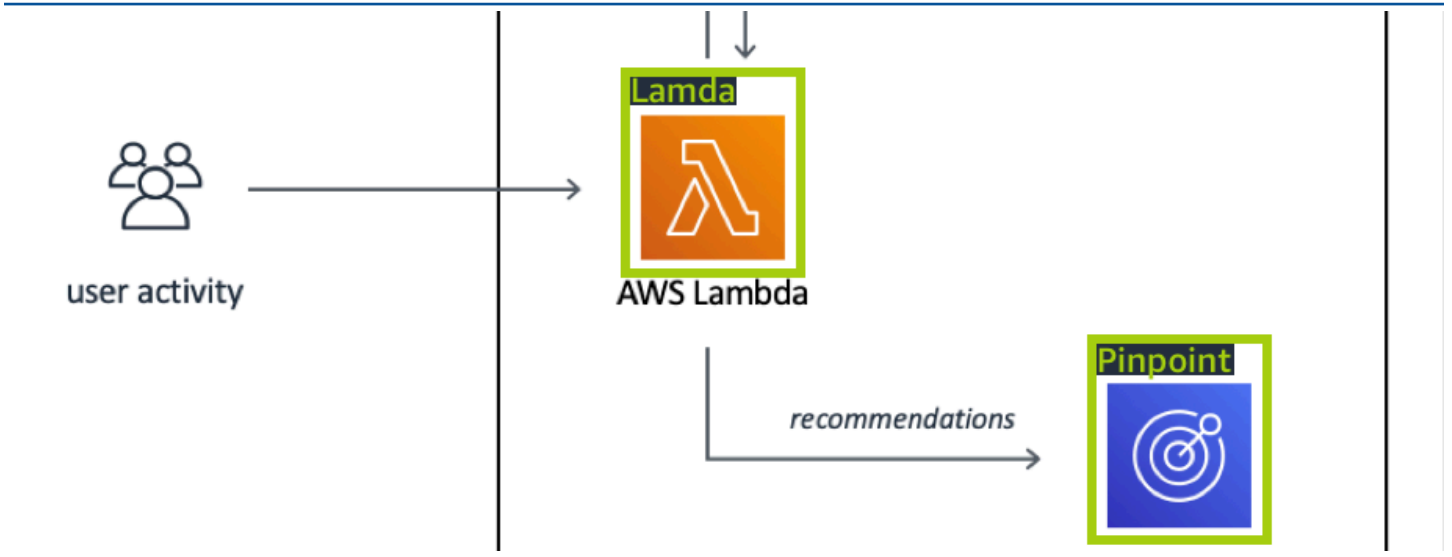 Lamda
user activity
AWS Lambda
Pinpoint
recommendations